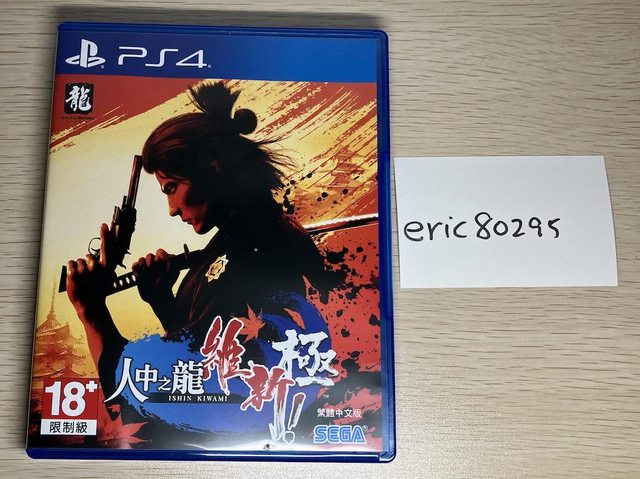 PS4
龍
eric80295
人中之龍 維新! 極
ISHIN KIWAMI
™
18+
限制級
繁體中文版
SEGA